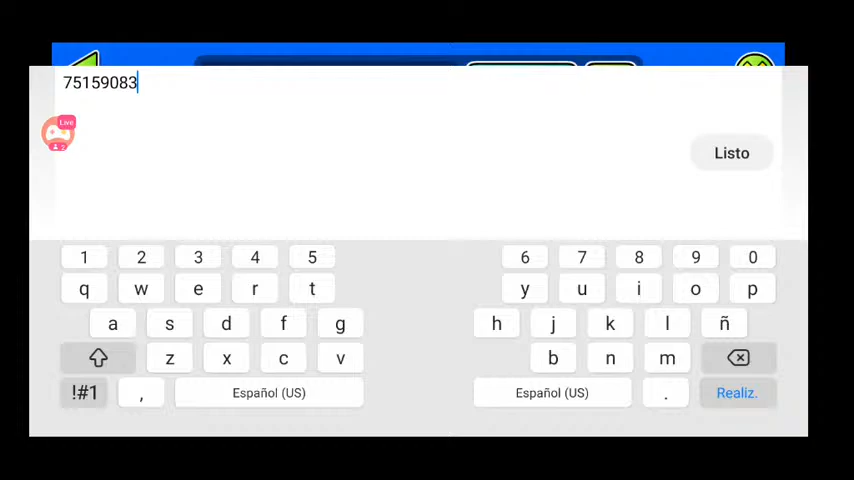 75159083
Live
2
Listo
1 2 3 4 5 6 7 8 9 0
q w e r t y u i o p
a s d f g h j k l ñ
z x c v b n m
!#1 , Español (US) Español (US) . Realiz.